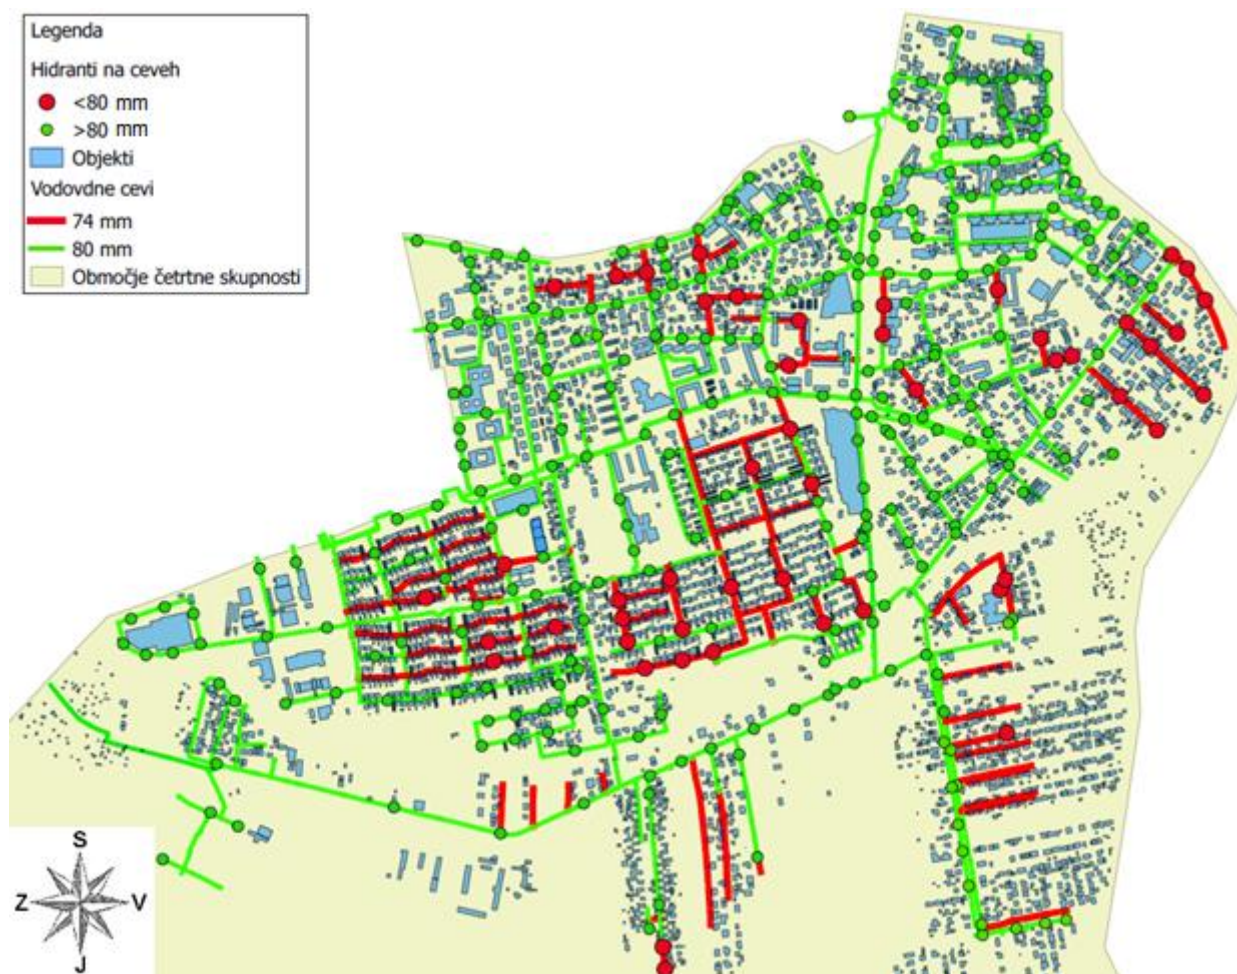 Legenda
Hidranti na ceveh
<80 mm
>80 mm
Objekti
Vodovdne cevi
74 mm
80 mm
Območje četrtne skupnosti
S
Z
V
J